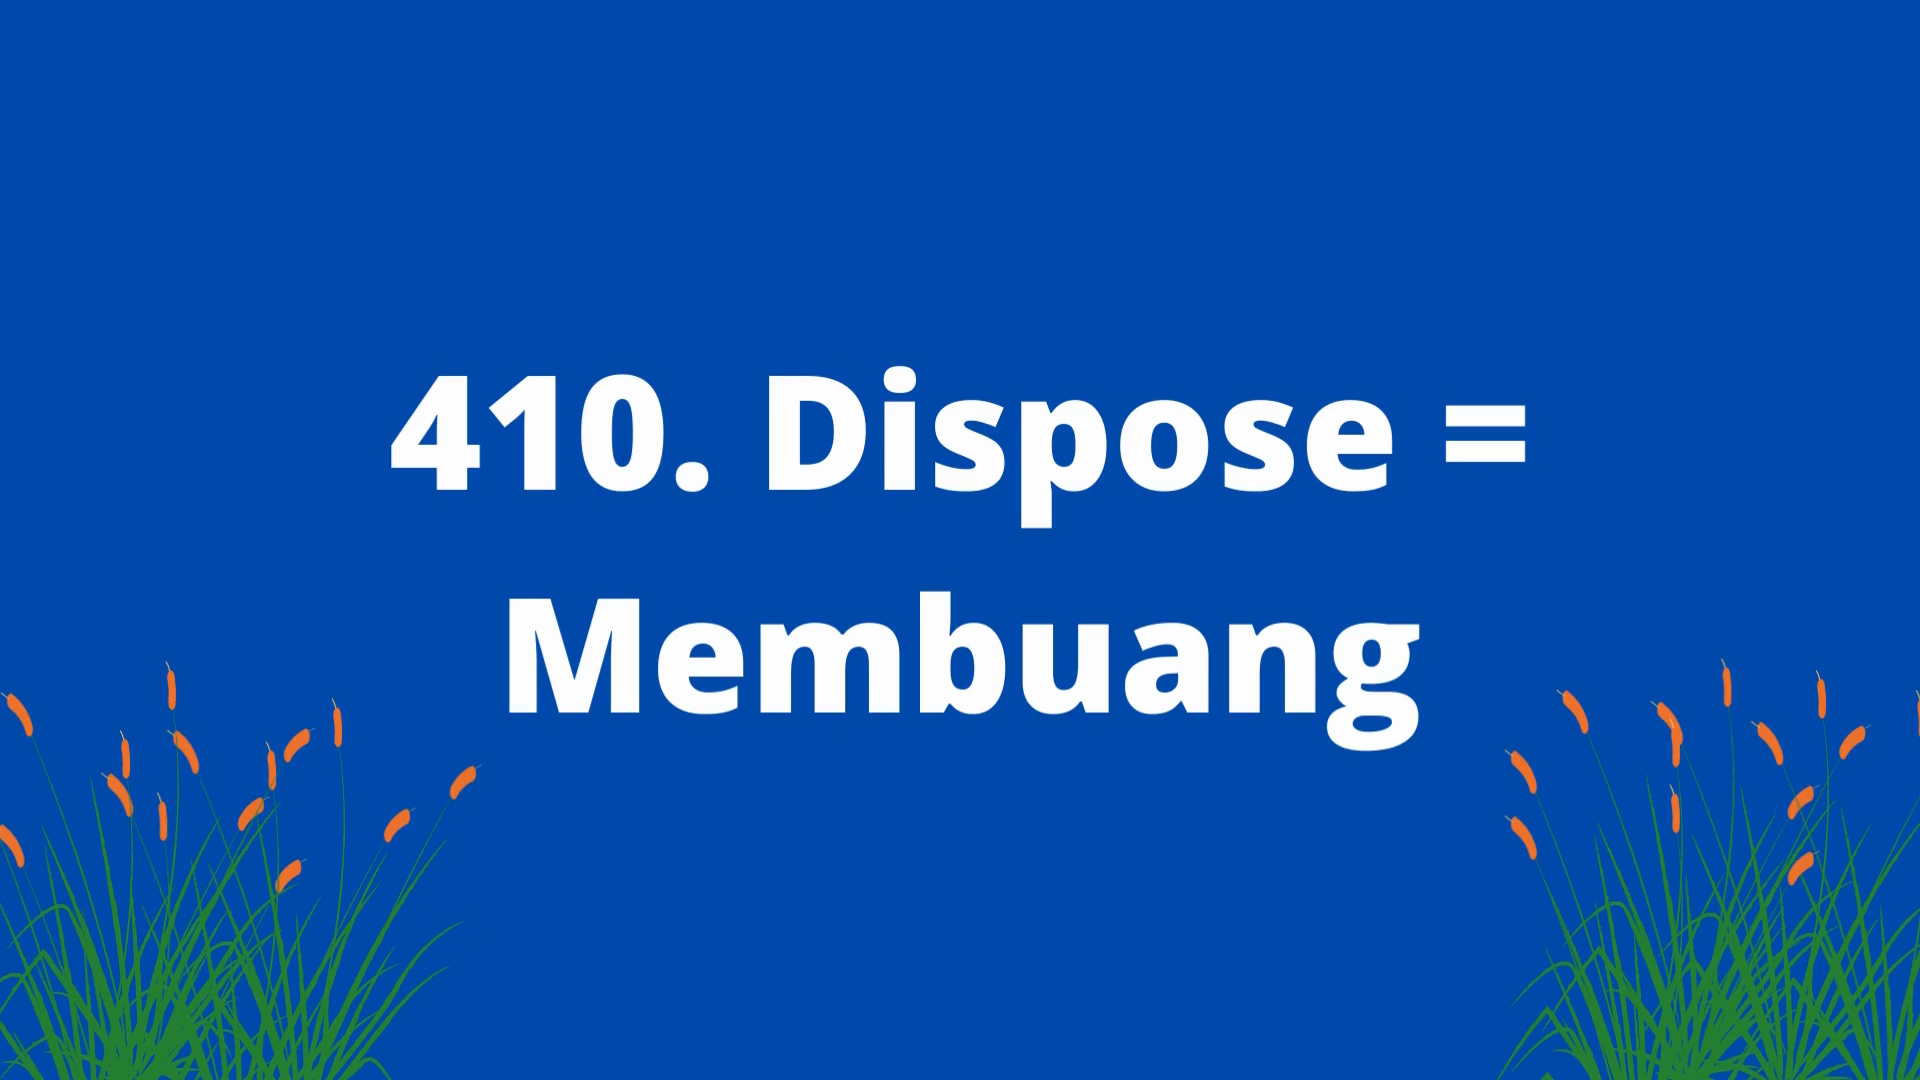 410. Dispose =
Membuang